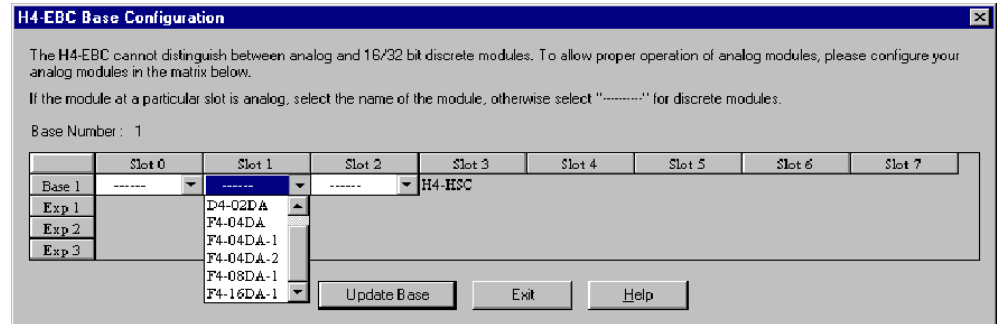 H4-EBC Base Configuration
The H4-EBC cannot distinguish between analog and 16/32 bit discrete modules. To allow proper operation of analog modules, please configure your
analog modules in the matrix below.
If the module at a particular slot is analog, select the name of the module, otherwise select "----------" for discrete modules.
Base Number: 1
Slot 0 Slot 1 Slot 2 Slot 3 Slot 4 Slot 5 Slot 6 Slot 7
Base 1 ------ ------ ------ H4-HSC
Exp 1 D4-02DA
F4-04DA
Exp 2 F4-04DA-1
Exp 3 F4-04DA-2
F4-08DA-1
F4-16DA-1 Update Base Exit Help